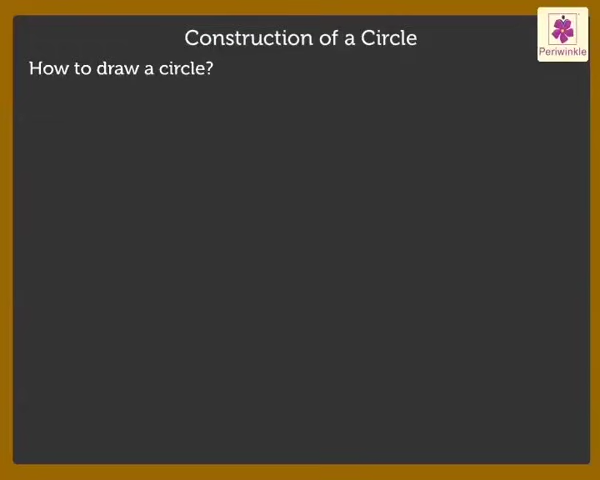 Construction of a Circle
Periwinkle
How to draw a circle?